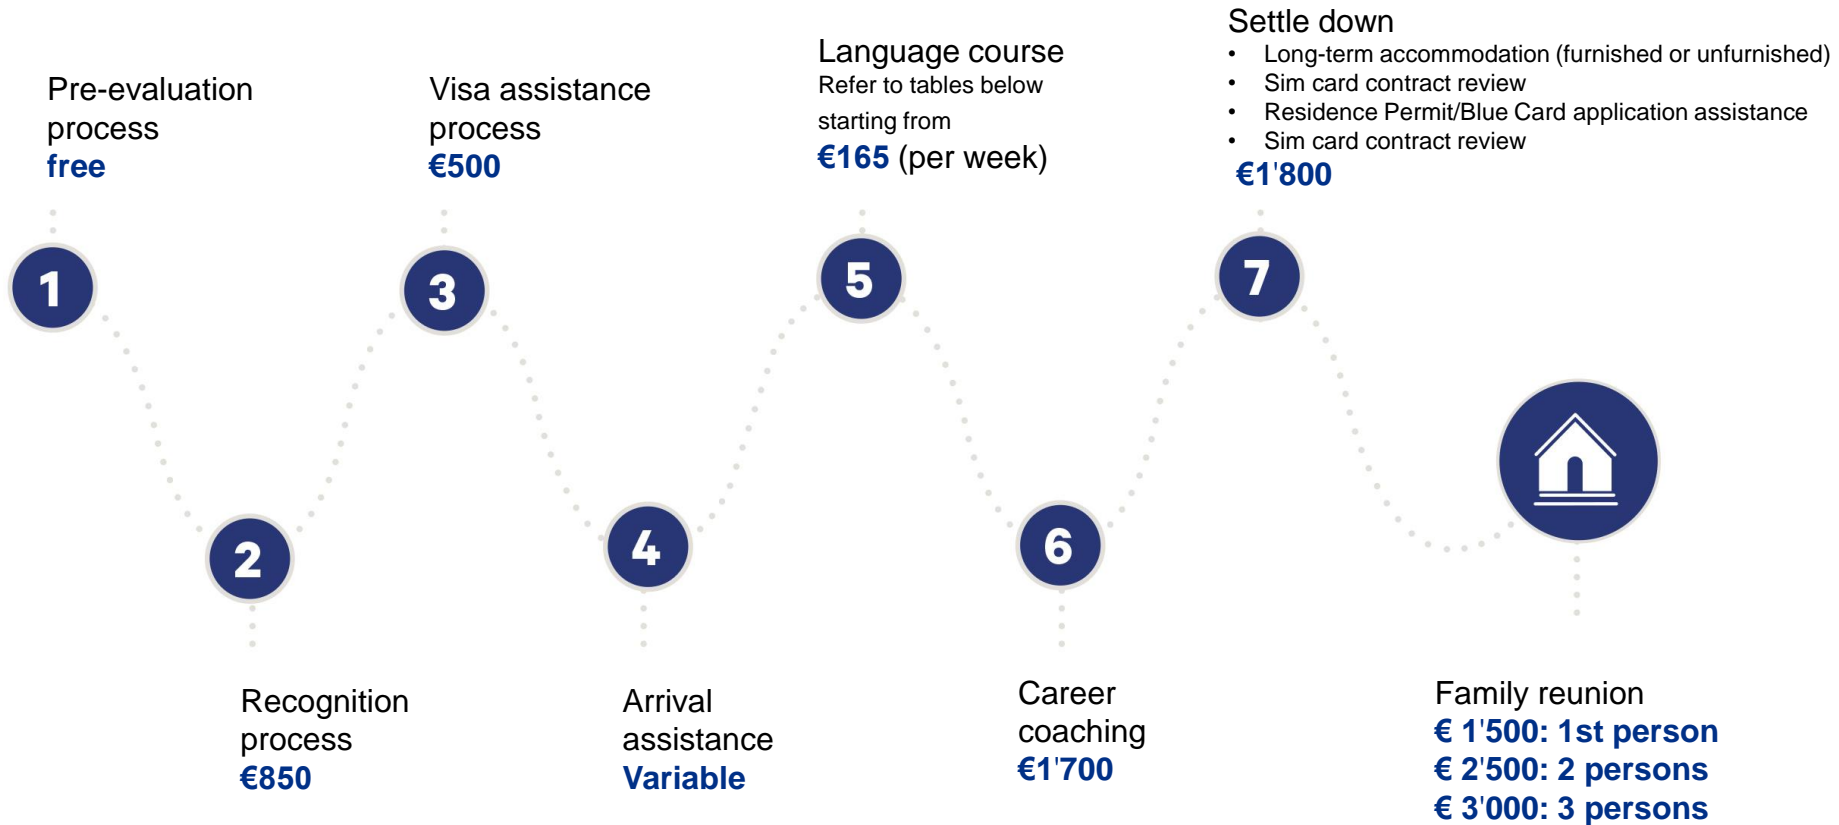 1
Pre-evaluation
process
free
2
Recognition
process
€850
3
Visa assistance
process
€500
4
Arrival
assistance
Variable
5
Language course
Refer to tables below
starting from
€165 (per week)
6
Career
coaching
€1'700
7
Settle down
• Long-term accommodation (furnished or unfurnished)
• Sim card contract review
• Residence Permit/Blue Card application assistance
• Sim card contract review
€1'800
Family reunion
€ 1'500: 1st person
€ 2'500: 2 persons
€ 3'000: 3 persons